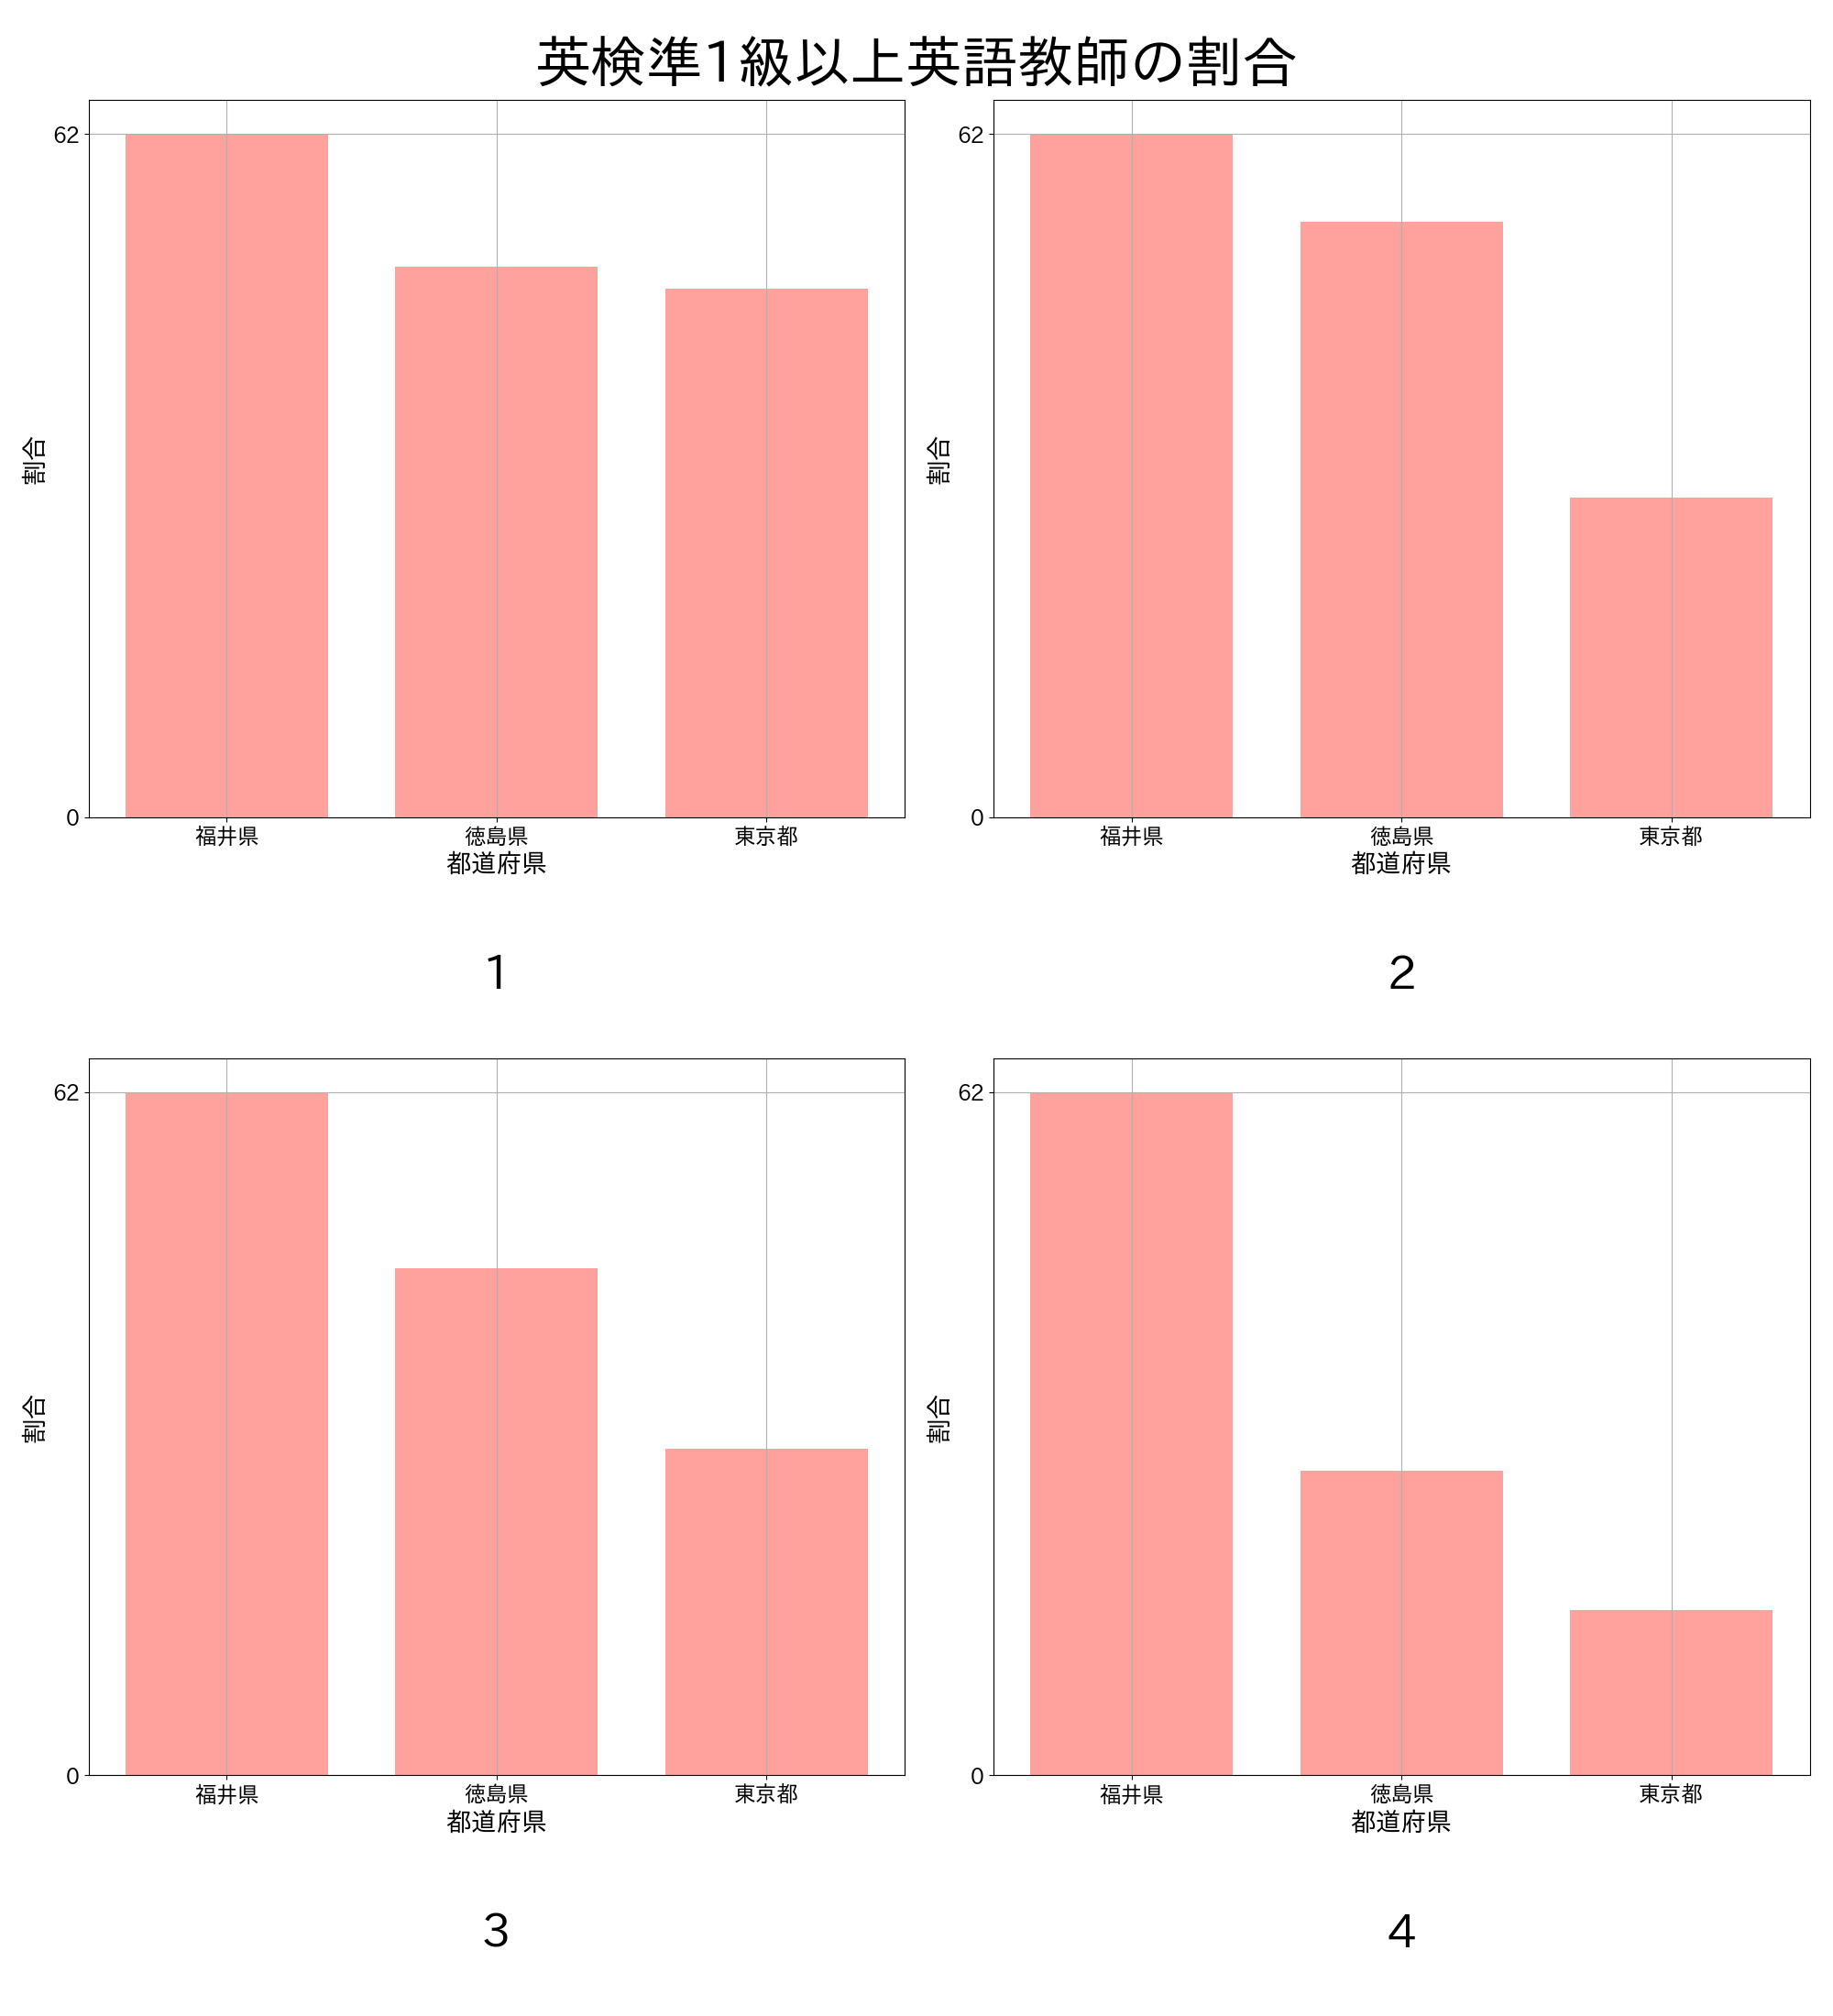 英検準1級以上英語教師の割合
62
0
割合
福井県 徳島県 東京都
都道府県
1
62
0
割合
福井県 徳島県 東京都
都道府県
2
62
0
割合
福井県 徳島県 東京都
都道府県
3
62
0
割合
福井県 徳島県 東京都
都道府県
4